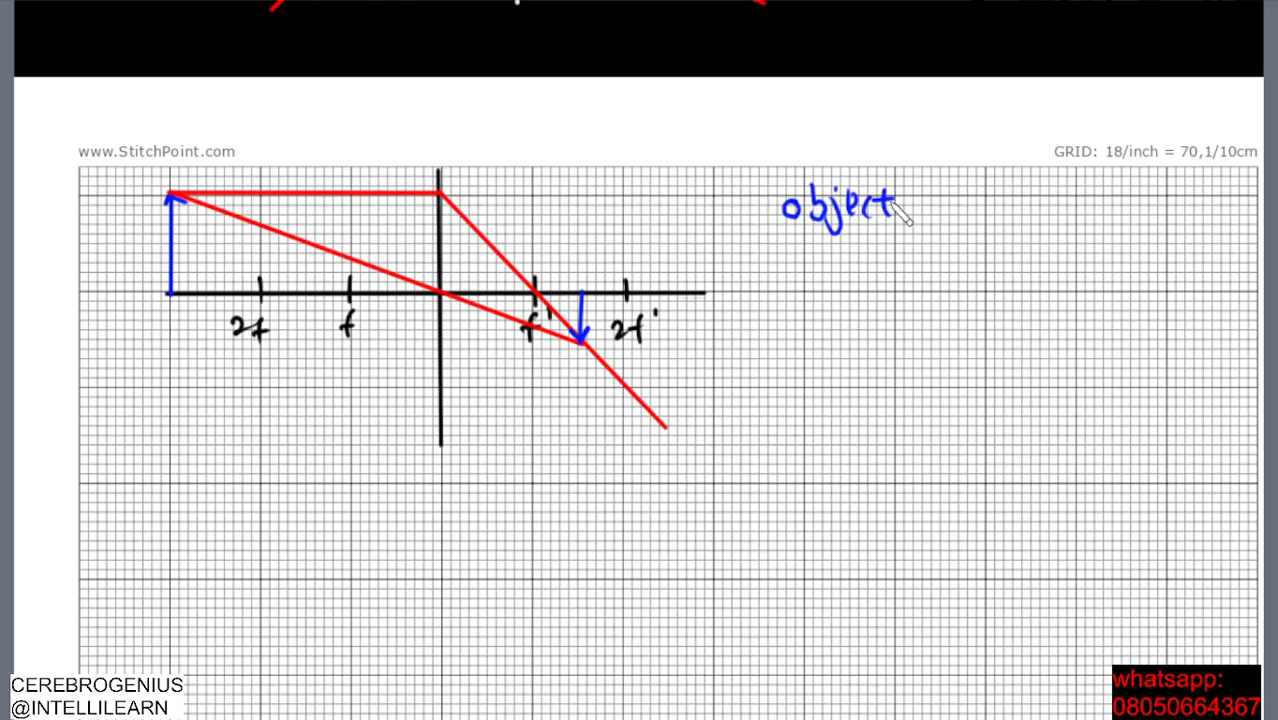 www.StitchPoint.com
GRID: 18/inch = 70,1/10cm
object
2f f f' 2f'
CEREBROGENIUS
@INTELLILEARN
whatsapp:
08050664367